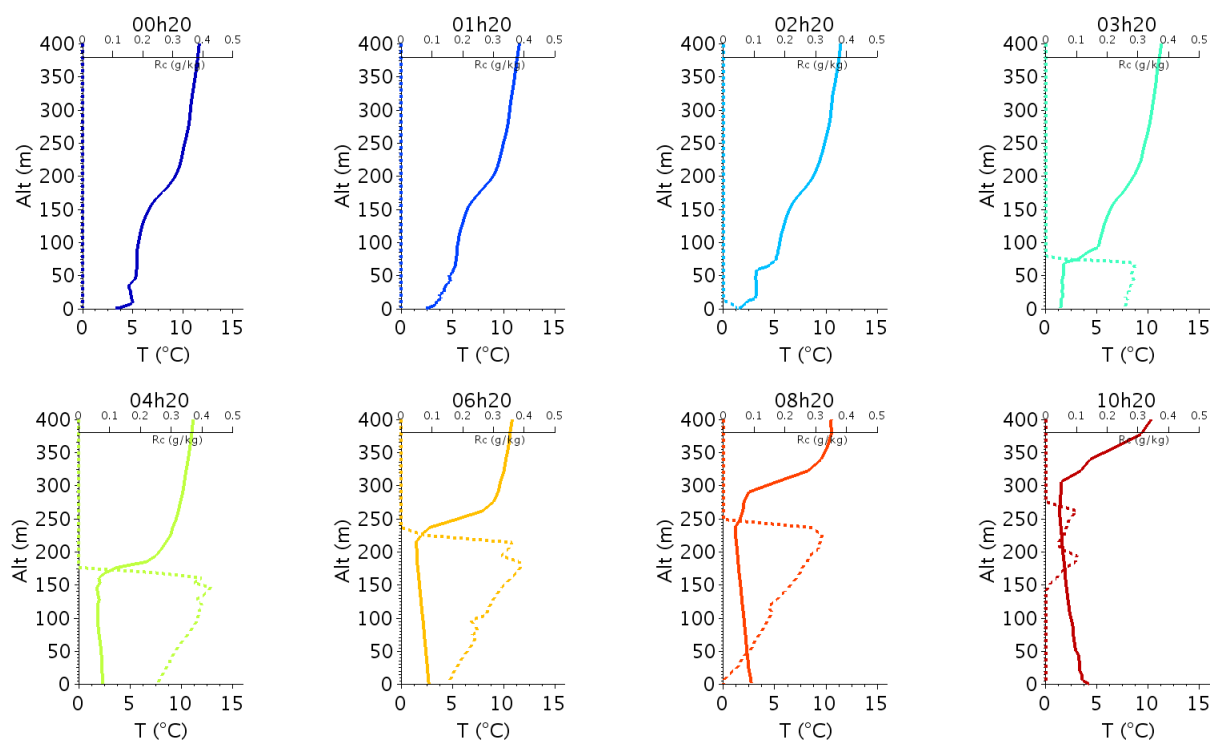 00h20 01h20 02h20 03h20
0 0.1 0.2 0.3 0.4 0.5 0 0.1 0.2 0.3 0.4 0.5 0 0.1 0.2 0.3 0.4 0.5 0 0.1 0.2 0.3 0.4 0.5
Rc (g/kg) Rc (g/kg) Rc (g/kg) Rc (g/kg)
400 400 400 400
350 350 350 350
300 300 300 300
250 250 250 250
200 200 200 200
150 150 150 150
100 100 100 100
50 50 50 50
0 0 0 0
Alt (m) Alt (m) Alt (m) Alt (m)
0 5 10 15 0 5 10 15 0 5 10 15 0 5 10 15
T (°C) T (°C) T (°C) T (°C)
04h20 06h20 08h20 10h20
0 0.1 0.2 0.3 0.4 0.5 0 0.1 0.2 0.3 0.4 0.5 0 0.1 0.2 0.3 0.4 0.5 0 0.1 0.2 0.3 0.4 0.5
Rc (g/kg) Rc (g/kg) Rc (g/kg) Rc (g/kg)
400 400 400 400
350 350 350 350
300 300 300 300
250 250 250 250
200 200 200 200
150 150 150 150
100 100 100 100
50 50 50 50
0 0 0 0
Alt (m) Alt (m) Alt (m) Alt (m)
0 5 10 15 0 5 10 15 0 5 10 15 0 5 10 15
T (°C) T (°C) T (°C) T (°C)